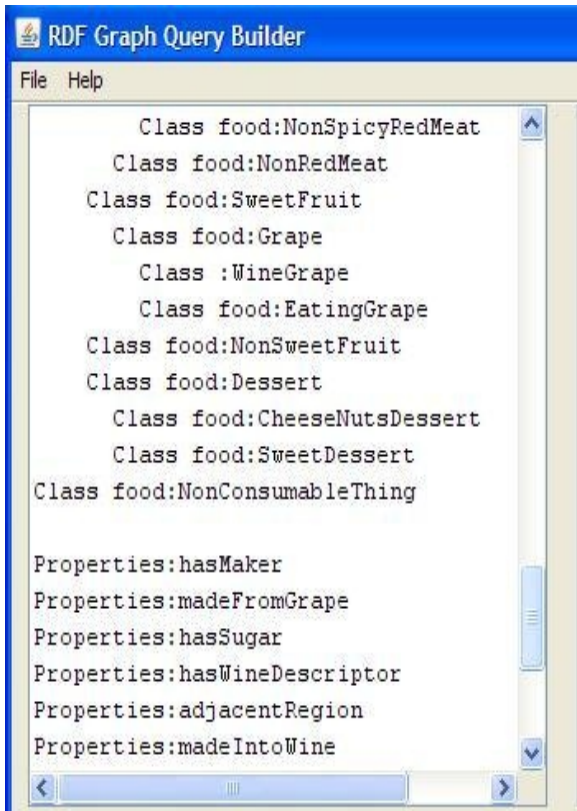 RDF Graph Query Builder
File Help
Class food:NonSpicyRedMeat
Class food:NonRedMeat
Class food:SweetFruit
Class food:Grape
Class :WineGrape
Class food:EatingGrape
Class food:NonSweetFruit
Class food:Dessert
Class food:CheeseNutsDessert
Class food:SweetDessert
Class food:NonConsumableThing
Properties:hasMaker
Properties:madeFromGrape
Properties:hasSugar
Properties:hasWineDescriptor
Properties:adjacentRegion
Properties:madeIntoWine